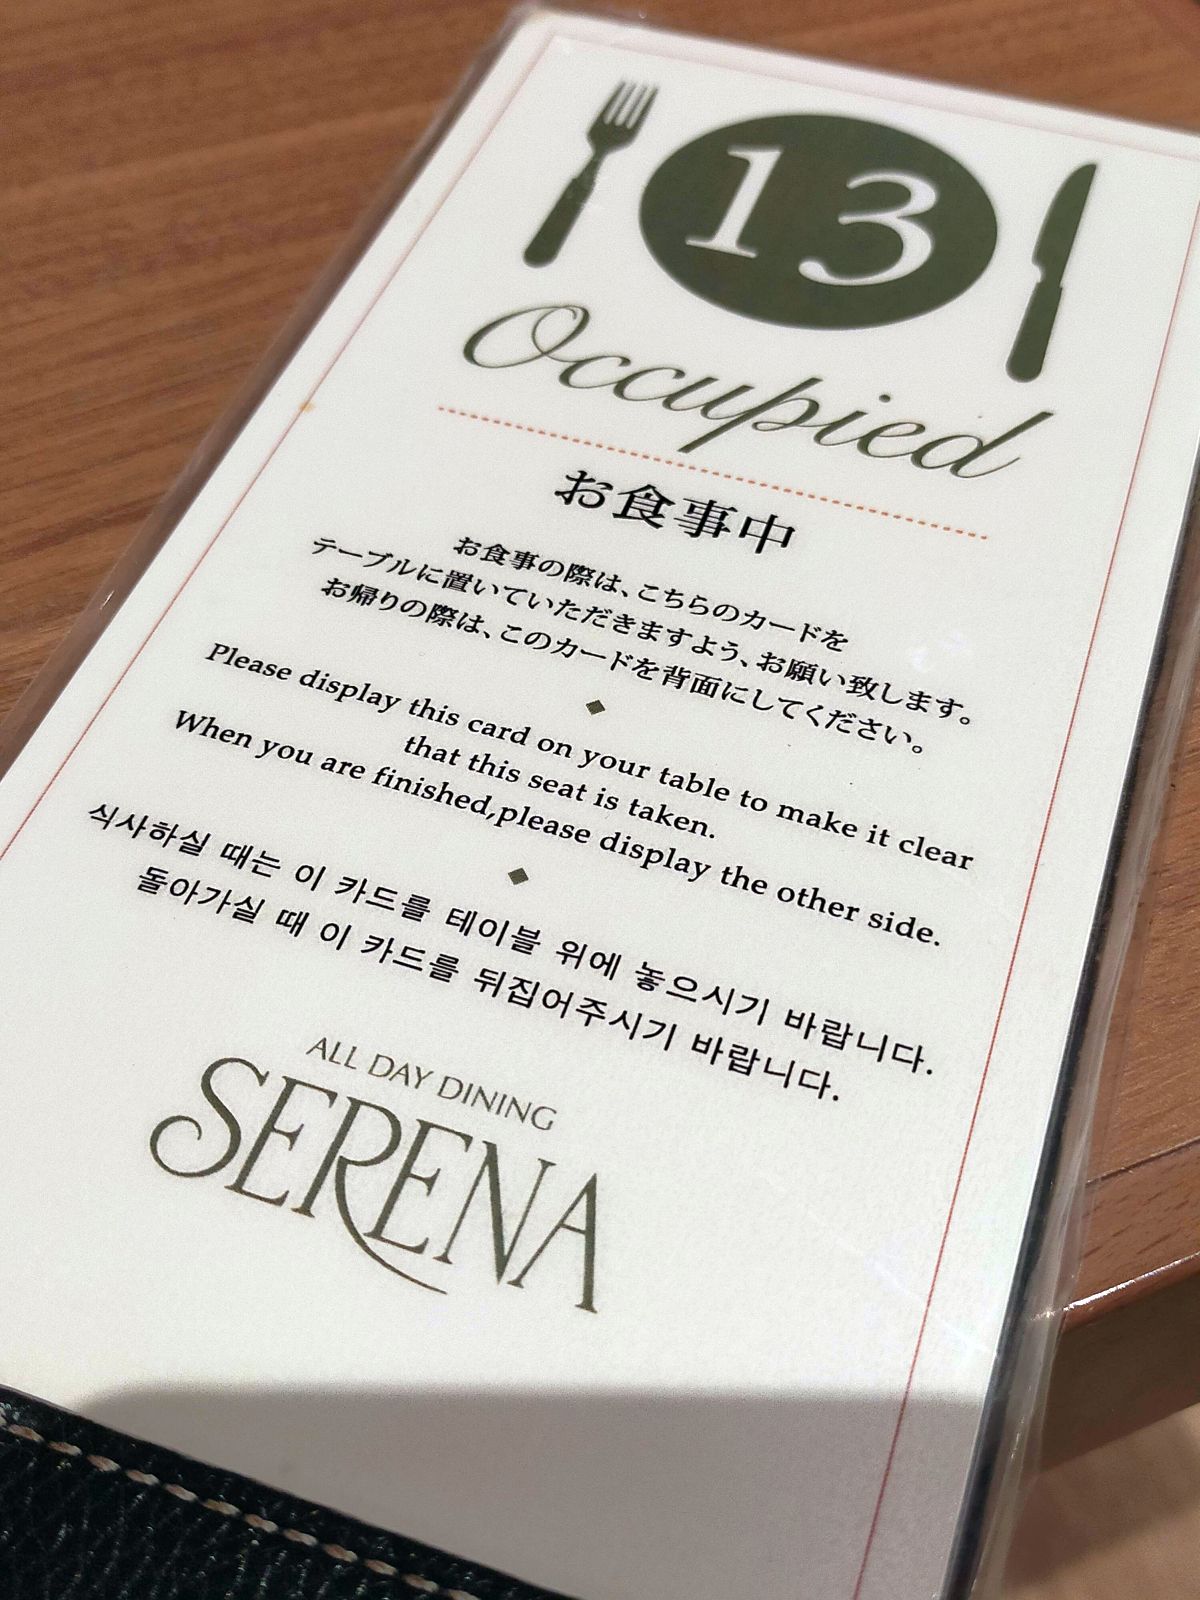 13
Occupied
お食事中
お食事の際は、こちらのカードを
テーブルに置いていただきますよう、お願い致します。
お帰りの際は、このカードを背面にしてください。
Please display this card on your table to make it clear
that this seat is taken.
When you are finished,please display the other side.
식사하실 때는 이 카드를 테이블 위에 놓으시기 바랍니다.
돌아가실 때 이 카드를 뒤집어주시기 바랍니다.
ALL DAY DINING
SERENA